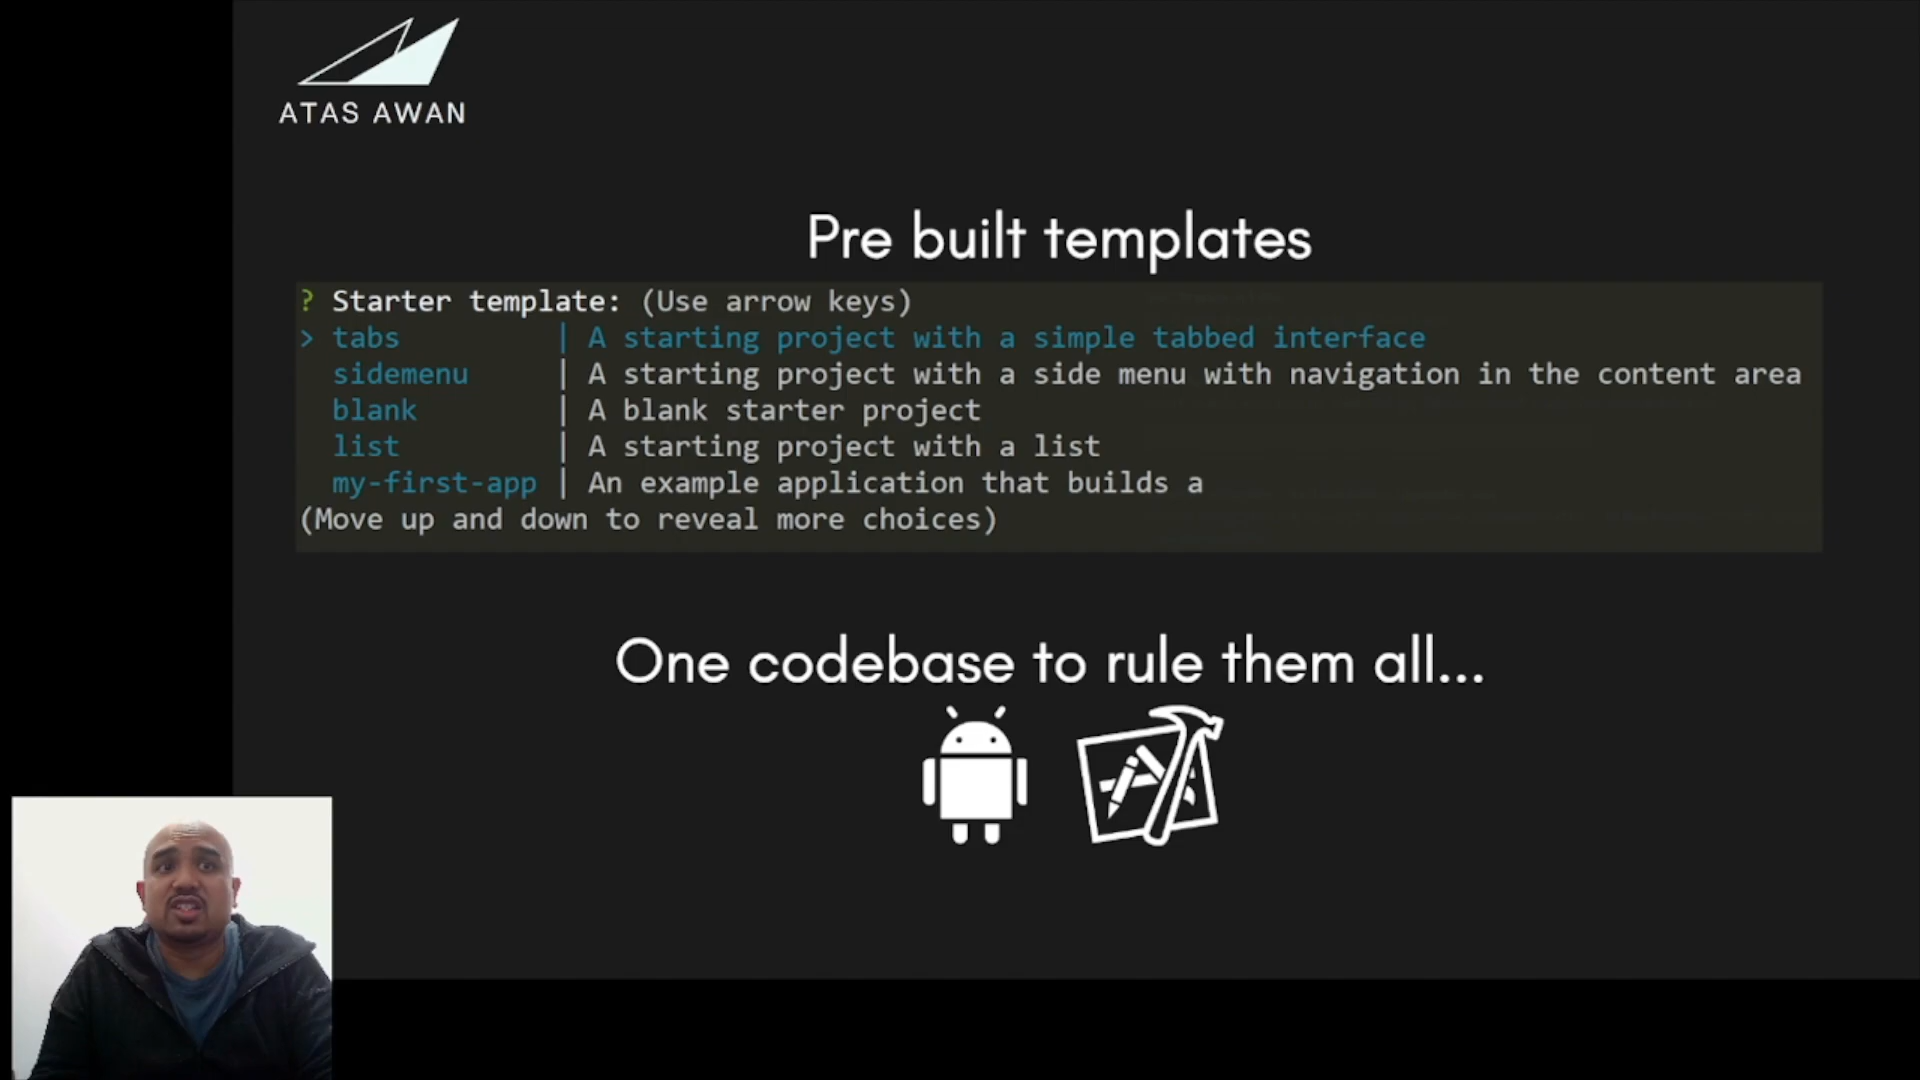 ATAS AWAN
Pre built templates
? Starter template: (Use arrow keys)
> tabs | A starting project with a simple tabbed interface
sidemenu | A starting project with a side menu with navigation in the content area
blank | A blank starter project
list | A starting project with a list
my-first-app | An example application that builds a
(Move up and down to reveal more choices)
One codebase to rule them all...